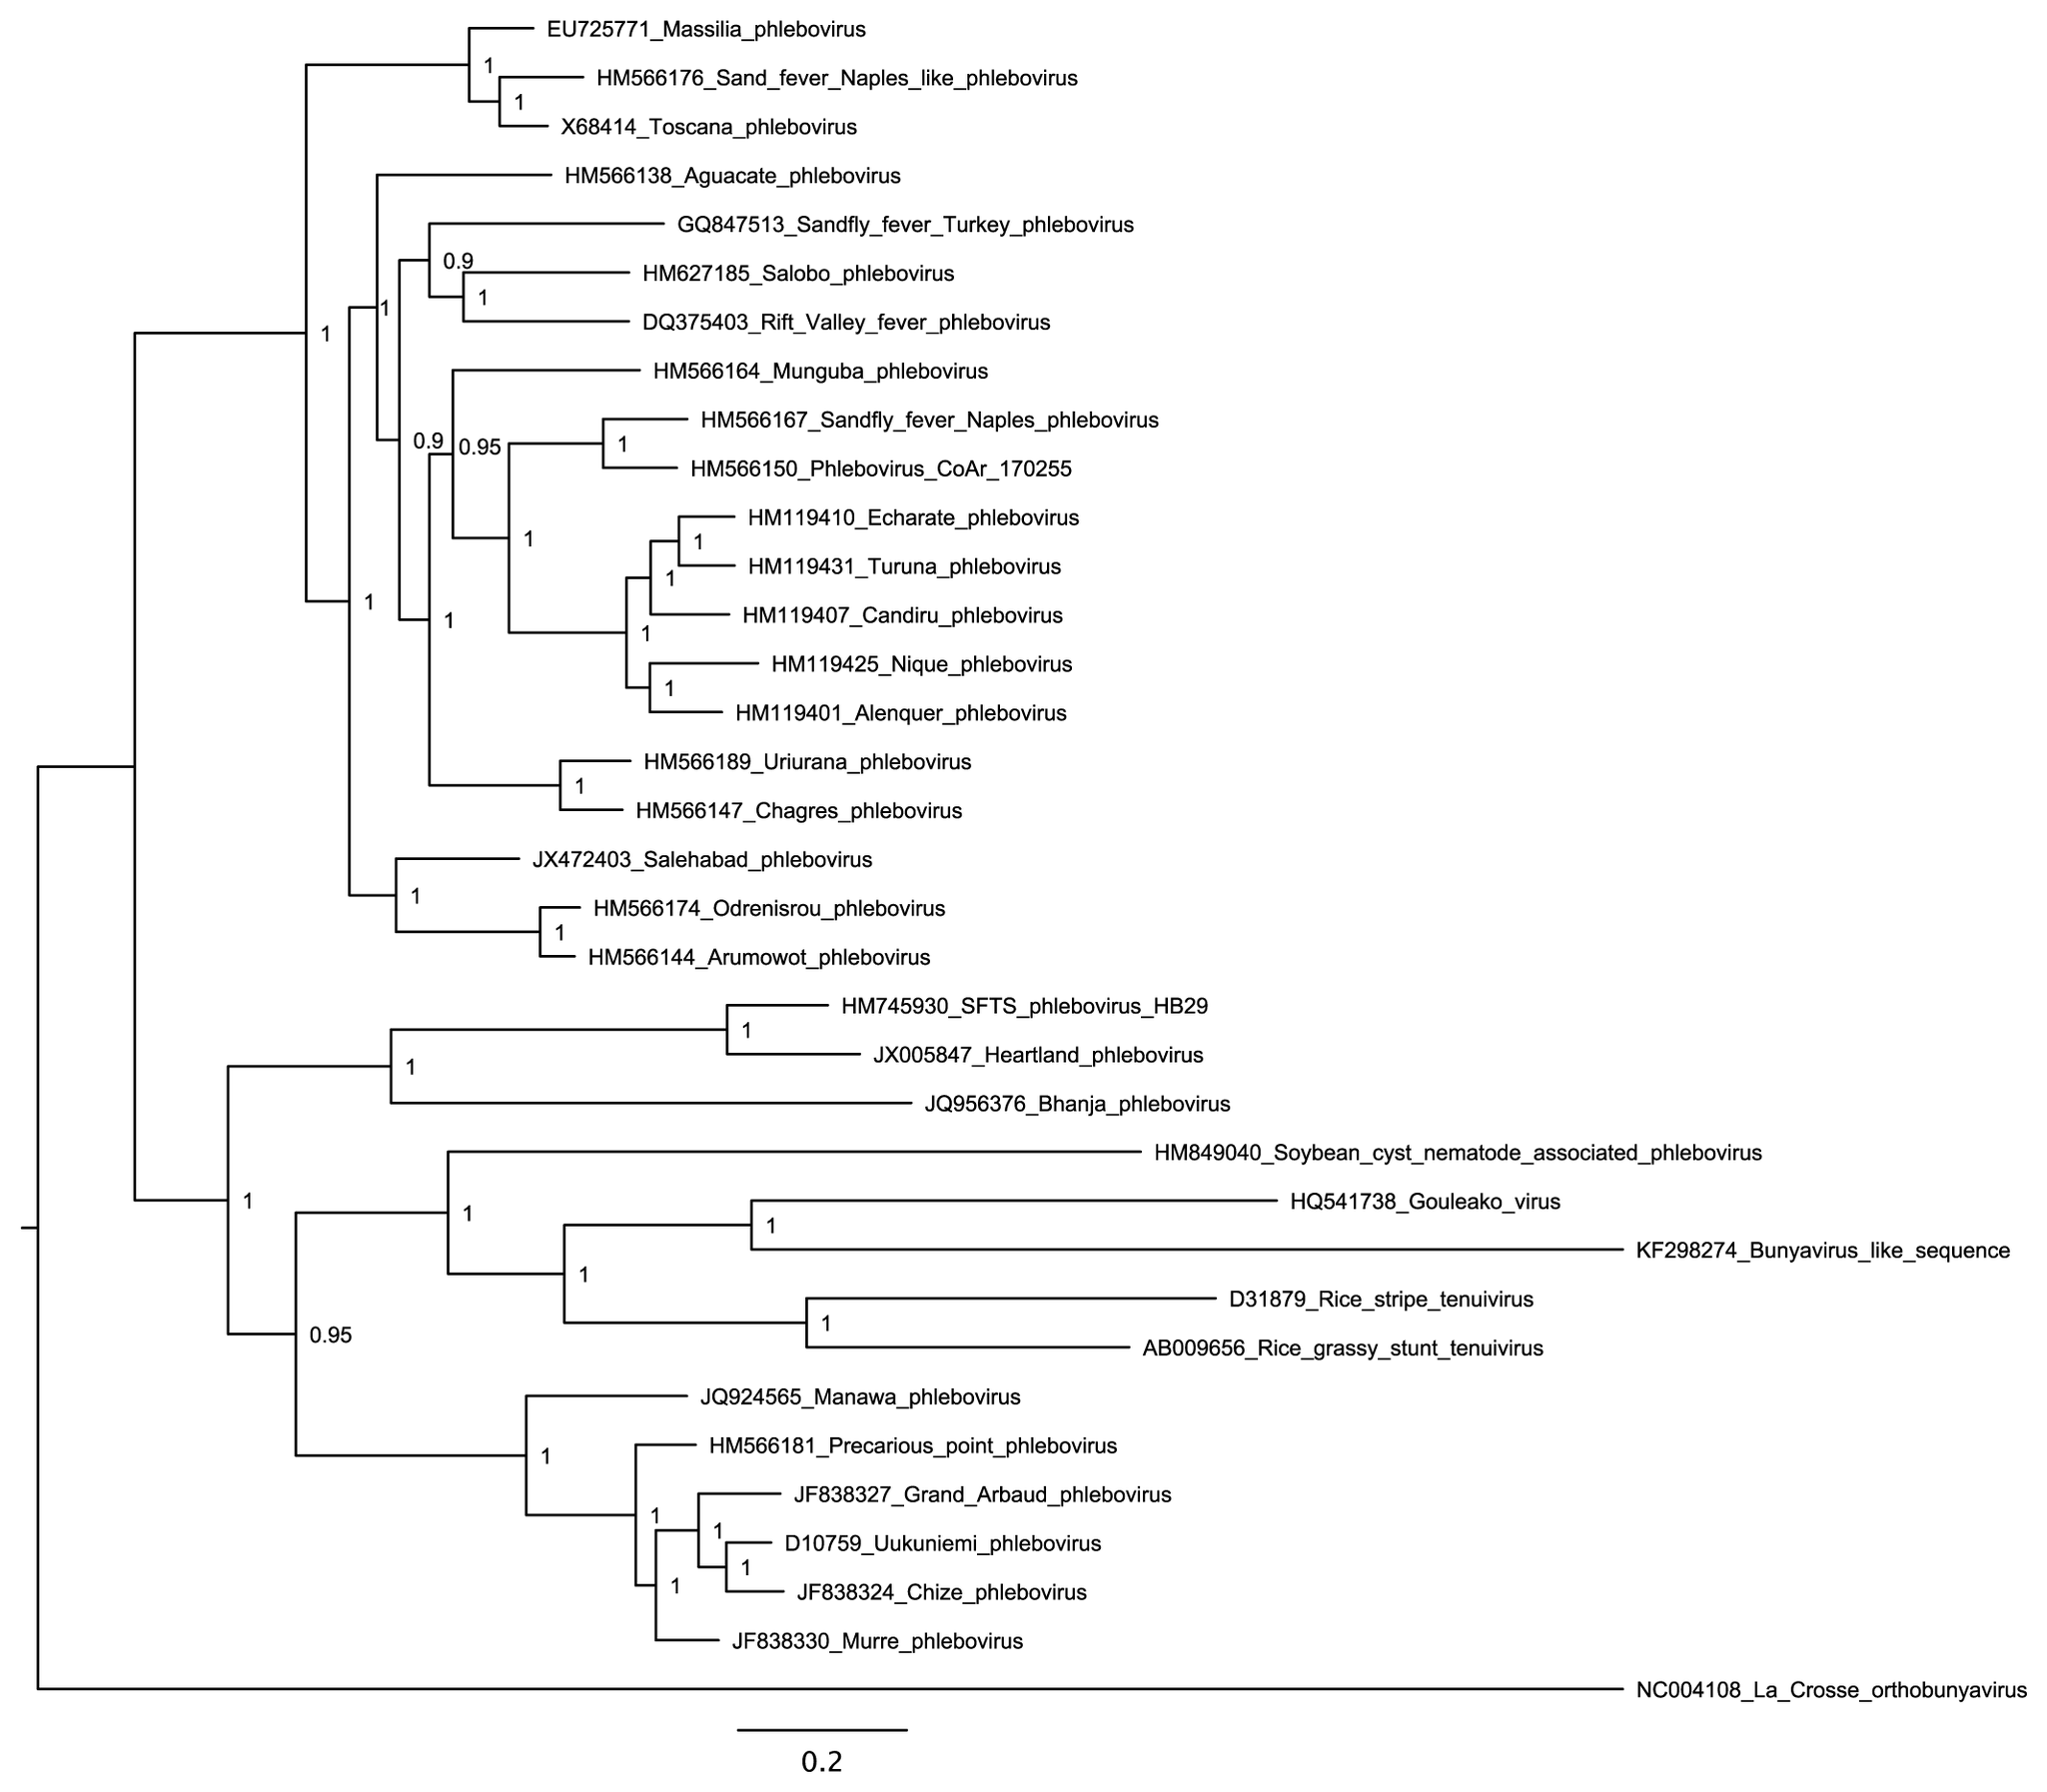 EU725771_Massilia_phlebovirus
1
HM566176_Sand_fever_Naples_like_phlebovirus
1
X68414_Toscana_phlebovirus
HM566138_Aguacate_phlebovirus
GQ847513_Sandfly_fever_Turkey_phlebovirus
0.9
HM627185_Salobo_phlebovirus
1
1
DQ375403_Rift_Valley_fever_phlebovirus
1
HM566164_Munguba_phlebovirus
HM566167_Sandfly_fever_Naples_phlebovirus
0.9
0.95
1
HM566150_Phlebovirus_CoAr_170255
HM119410_Echarate_phlebovirus
1
1
HM119431_Turuna_phlebovirus
1
1
HM119407_Candiru_phlebovirus
1
1
HM119425_Nique_phlebovirus
1
HM119401_Alenquer_phlebovirus
HM566189_Uriurana_phlebovirus
1
HM566147_Chagres_phlebovirus
JX472403_Salehabad_phlebovirus
1
HM566174_Odrenisrou_phlebovirus
1
HM566144_Arumowot_phlebovirus
HM745930_SFTS_phlebovirus_HB29
1
JX005847_Heartland_phlebovirus
1
JQ956376_Bhanja_phlebovirus
HM849040_Soybean_cyst_nematode_associated_phlebovirus
1
HQ541738_Gouleako_virus
1
1
KF298274_Bunyavirus_like_sequence
1
D31879_Rice_stripe_tenuivirus
1
0.95
AB009656_Rice_grassy_stunt_tenuivirus
JQ924565_Manawa_phlebovirus
HM566181_Precarious_point_phlebovirus
1
JF838327_Grand_Arbaud_phlebovirus
1
1
D10759_Uukuniemi_phlebovirus
1
1
JF838324_Chize_phlebovirus
JF838330_Murre_phlebovirus
NC004108_La_Crosse_orthobunyavirus
0.2